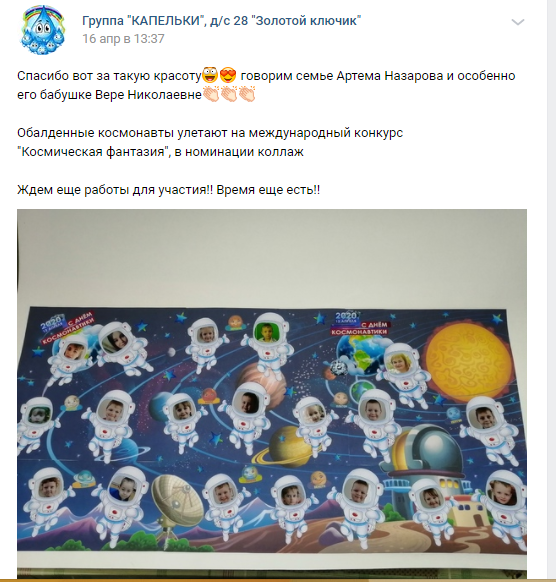 Группа "КАПЕЛЬКИ", д/с 28 "Золотой ключик"
16 апр в 13:37
Спасибо вот за такую красоту😀😍 говорим семье Артема Назарова и особенно
его бабушке Вере Николаевне👏🏻👏🏻👏🏻
Обалденные космонавты улетают на международный конкурс
"Космическая фантазия", в номинации коллаж
Ждем еще работы для участия!! Время еще есть!!
2020
С ДНЁМ
КОСМОНАВТИКИ
2020
С ДНЁМ
КОСМОНАВТИКИ